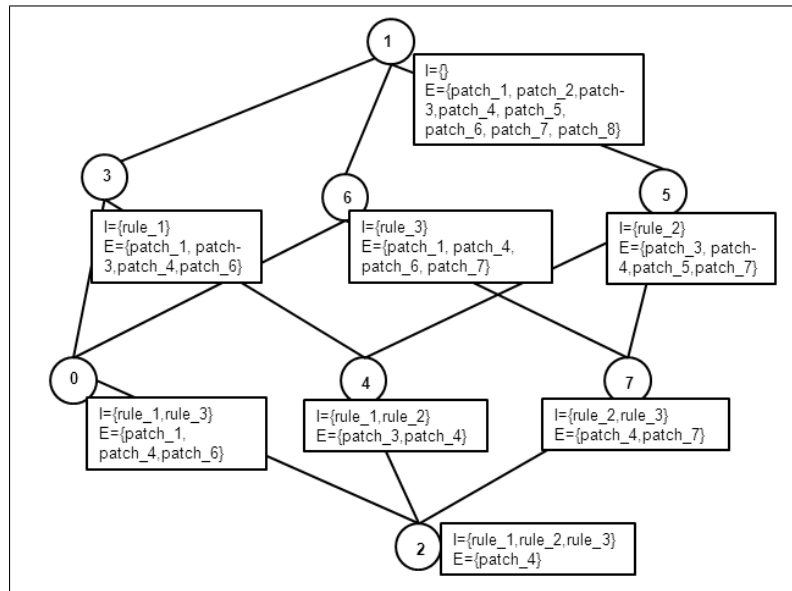 1
I={}
E={patch_1, patch_2,patch-
3,patch_4, patch_5,
patch_6, patch_7, patch_8}
3
6
5
I={rule_1}
E={patch_1, patch-
3,patch_4,patch_6}
I={rule_3}
E={patch_1, patch_4,
patch_6, patch_7}
I={rule_2}
E={patch_3, patch-
4,patch_5,patch_7}
0
4
7
I={rule_1,rule_3}
E={patch_1,
patch_4,patch_6}
I={rule_1,rule_2}
E={patch_3,patch_4}
I={rule_2,rule_3}
E={patch_4,patch_7}
2
I={rule_1,rule_2,rule_3}
E={patch_4}